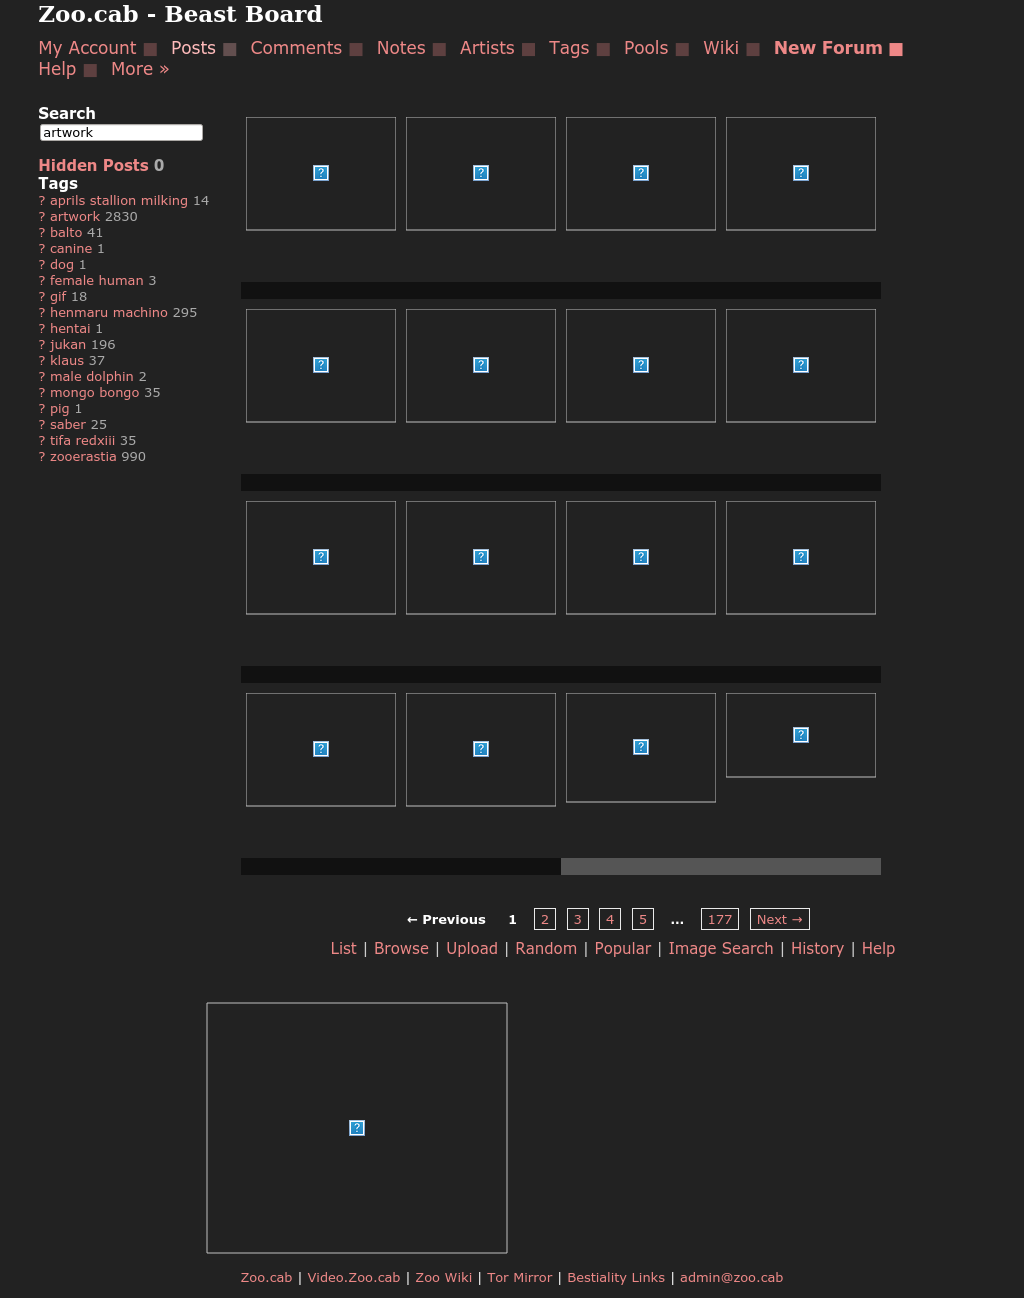 Zoo.cab - Beast Board
My Account ■ Posts ■ Comments ■ Notes ■ Artists ■ Tags ■ Pools ■ Wiki ■ New Forum ■
Help ■ More »
Search
artwork
Hidden Posts 0
Tags
? aprils stallion milking 14
? artwork 2830
? balto 41
? canine 1
? dog 1
? female human 3
? gif 18
? henmaru machino 295
? hentai 1
? jukan 196
? klaus 37
? male dolphin 2
? mongo bongo 35
? pig 1
? saber 25
? tifa redxiii 35
? zooerastia 990
← Previous 1 2 3 4 5 ... 177 Next →
List | Browse | Upload | Random | Popular | Image Search | History | Help
Zoo.cab | Video.Zoo.cab | Zoo Wiki | Tor Mirror | Bestiality Links | admin@zoo.cab